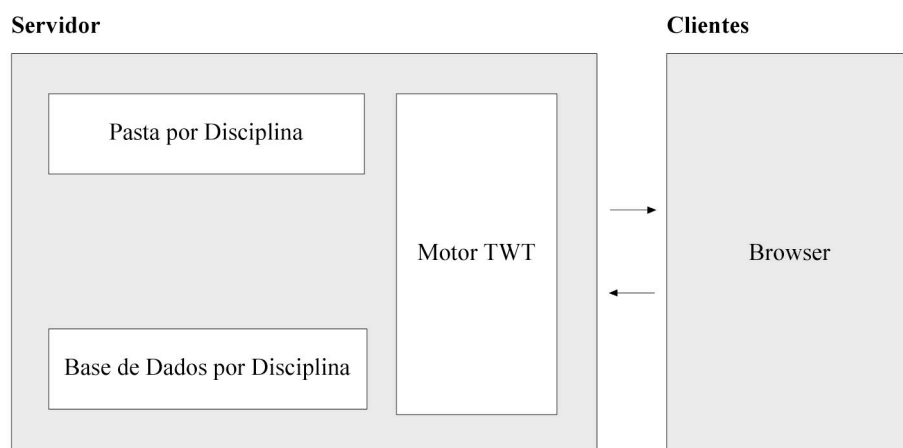 Servidor
Clientes
Pasta por Disciplina
Motor TWT
Browser
Base de Dados por Disciplina